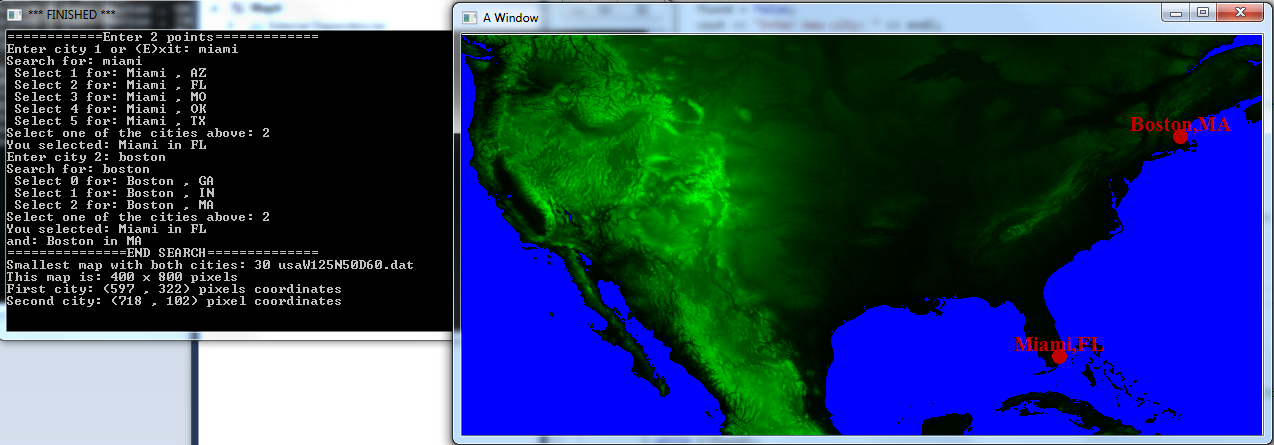 *** FINISHED ***
============Enter 2 points=============
Enter city 1 or (E)xit: miami
Search for: miami
Select 1 for: Miami , AZ
Select 2 for: Miami , FL
Select 3 for: Miami , MO
Select 4 for: Miami , OK
Select 5 for: Miami , TX
Select one of the cities above: 2
You selected: Miami in FL
Enter city 2: boston
Search for: boston
Select 0 for: Boston , GA
Select 1 for: Boston , IN
Select 2 for: Boston , MA
Select one of the cities above: 2
You selected: Miami in FL
and: Boston in MA
===============END SEARCH==============
Smallest map with both cities: 30 usaW125N50D60.dat
This map is: 400 x 800 pixels
First city: (597 , 322) pixels coordinates
Second city: (718 , 102) pixel coordinates
A Window
Boston,MA
Miami,FL